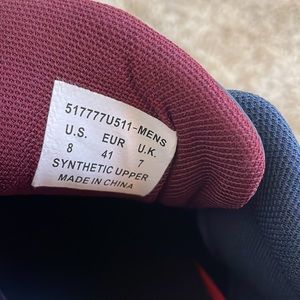 517777U511-MENS
U.S. EUR U.K.
8 41 7
SYNTHETIC UPPER
MADE IN CHINA